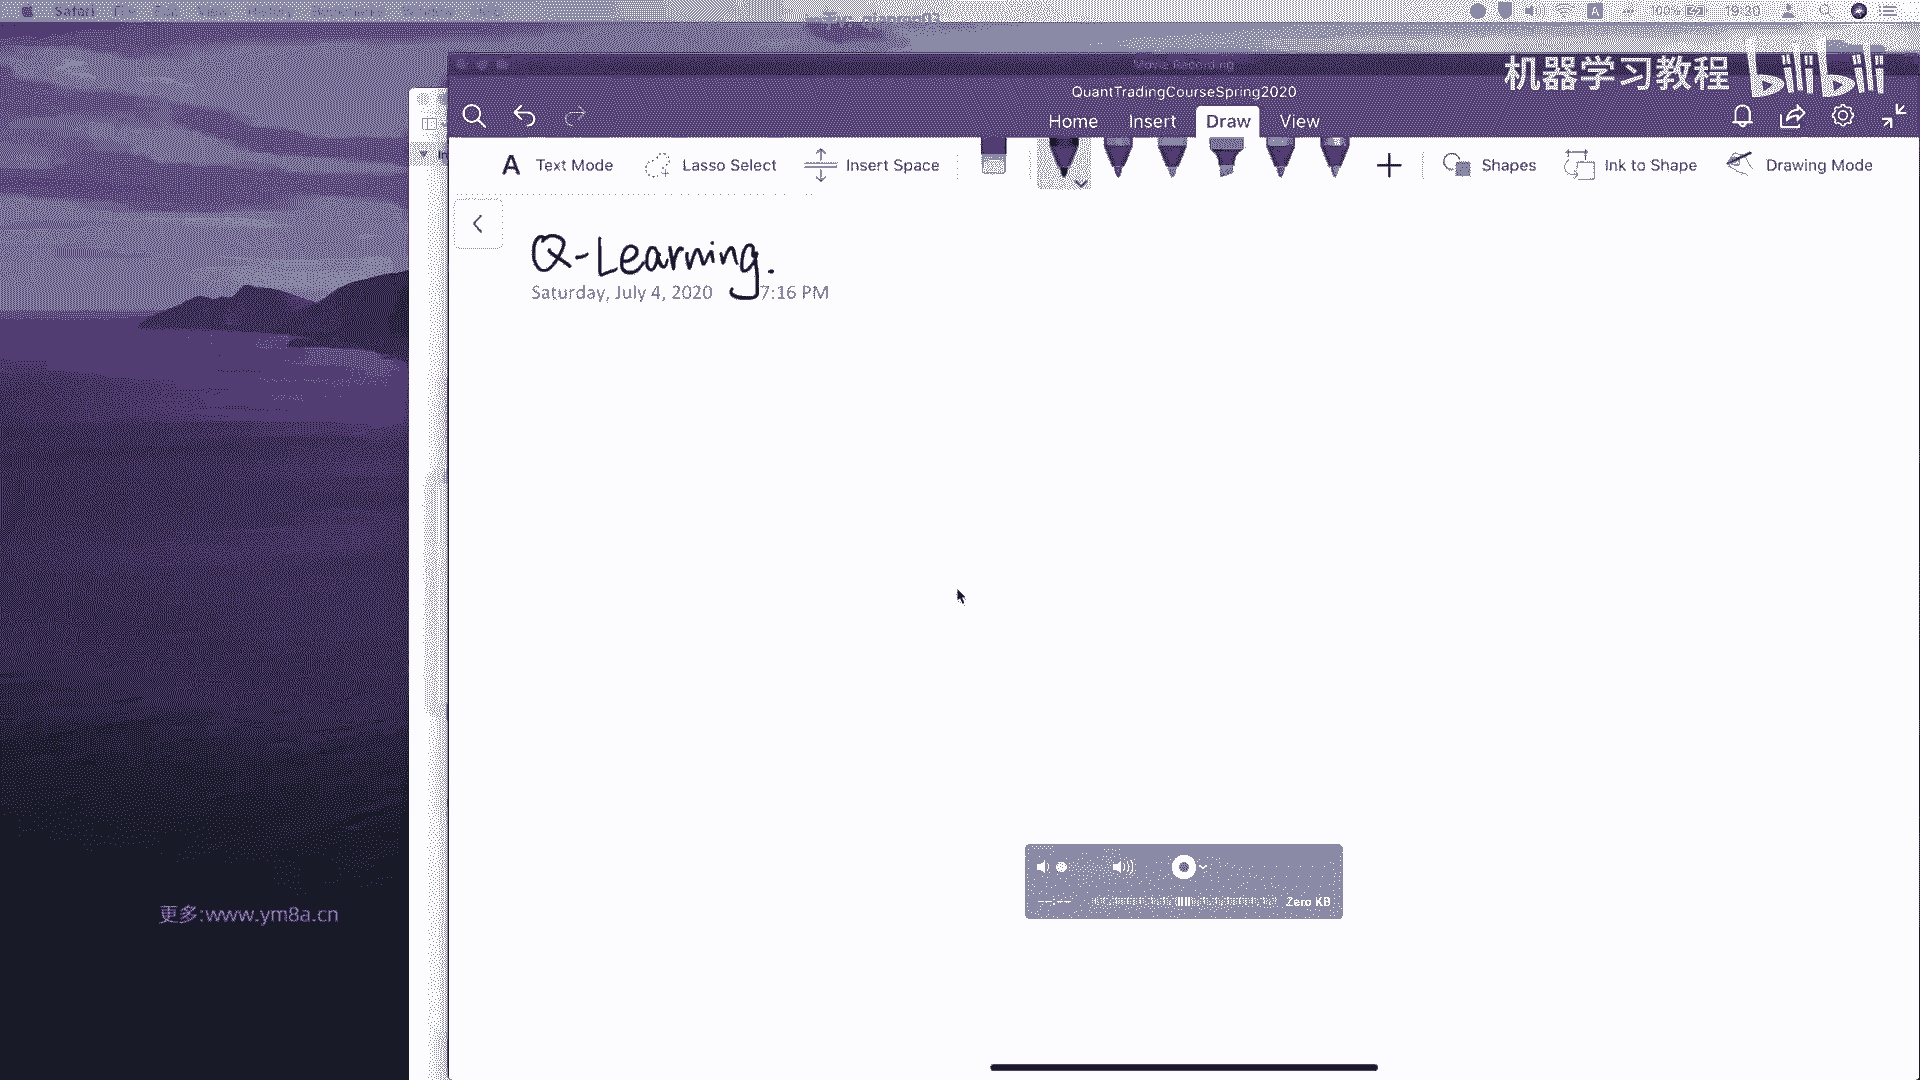 Safari
100%
19:20
机器学习教程 bilibili
Movie Recording
QuantTradingCourseSpring2020
Home Insert Draw View
A Text Mode Lasso Select Insert Space Shapes Ink to Shape Drawing Mode
Q-Learning.
Saturday, July 4, 2020 7:16 PM
Zero KB
更多:www.ym8a.cn